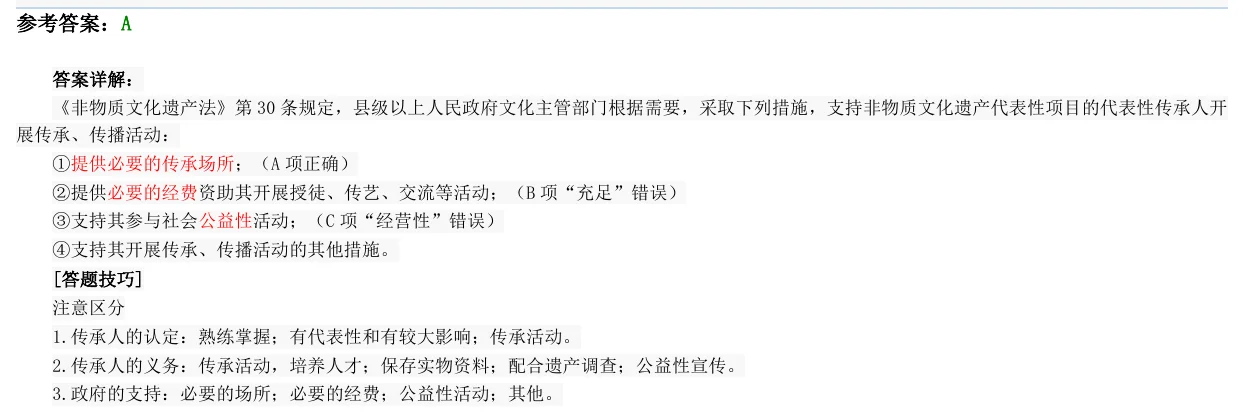 参考答案：A
答案详解：
《非物质文化遗产法》第 30 条规定，县级以上人民政府文化主管部门根据需要，采取下列措施，支持非物质文化遗产代表性项目的代表性传承人开
展传承、传播活动：
①提供必要的传承场所；（A 项正确）
②提供必要的经费资助其开展授徒、传艺、交流等活动；（B 项“充足”错误）
③支持其参与社会公益性活动；（C 项“经营性”错误）
④支持其开展传承、传播活动的其他措施。
[答题技巧]
注意区分
1.传承人的认定：熟练掌握；有代表性和有较大影响；传承活动。
2.传承人的义务：传承活动，培养人才；保存实物资料；配合遗产调查；公益性宣传。
3.政府的支持：必要的场所；必要的经费；公益性活动；其他。